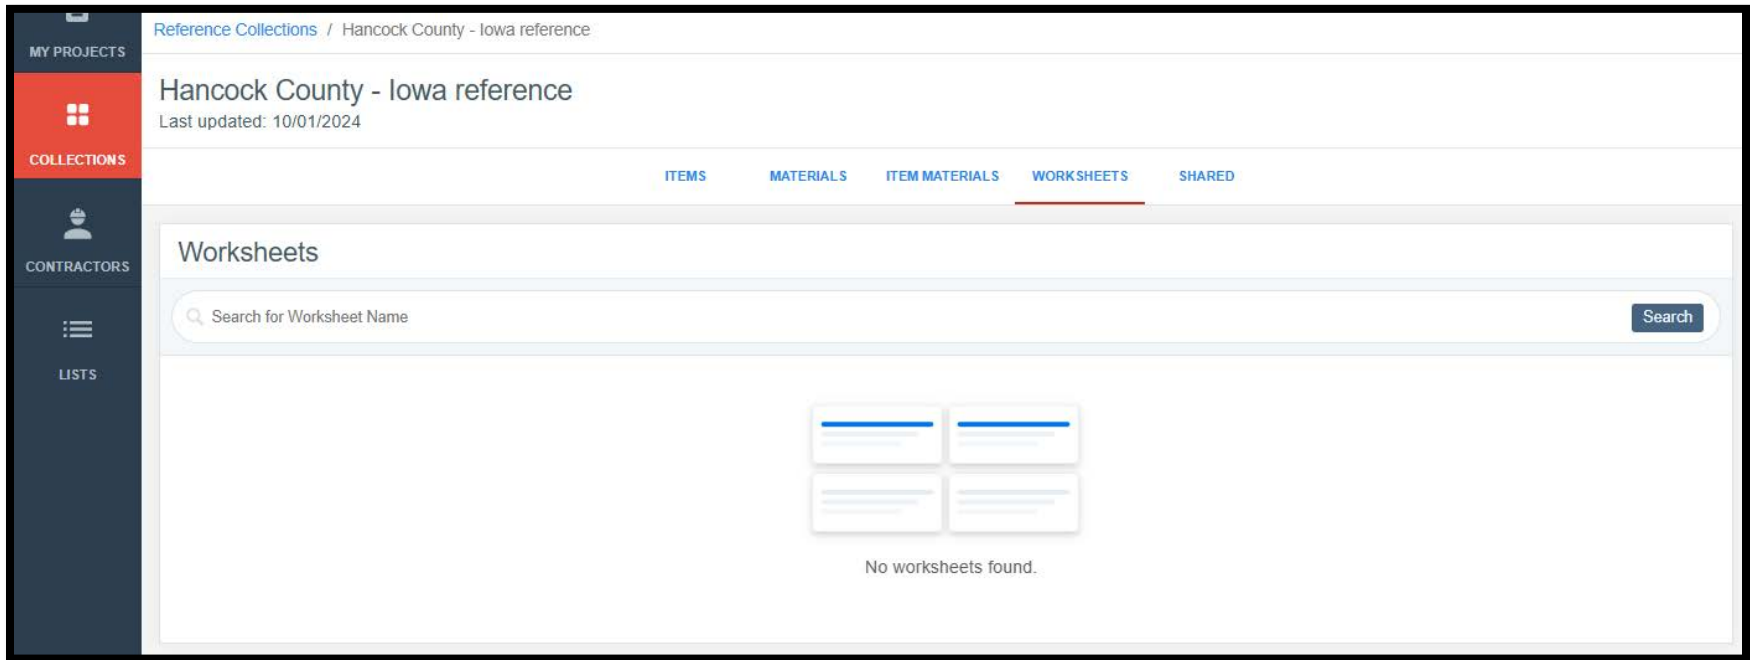 MY PROJECTS
COLLECTIONS
CONTRACTORS
LISTS
Reference Collections / Hancock County - Iowa reference
Hancock County - Iowa reference
Last updated: 10/01/2024
ITEMS MATERIALS ITEM MATERIALS WORKSHEETS SHARED
Worksheets
Search for Worksheet Name Search
No worksheets found.